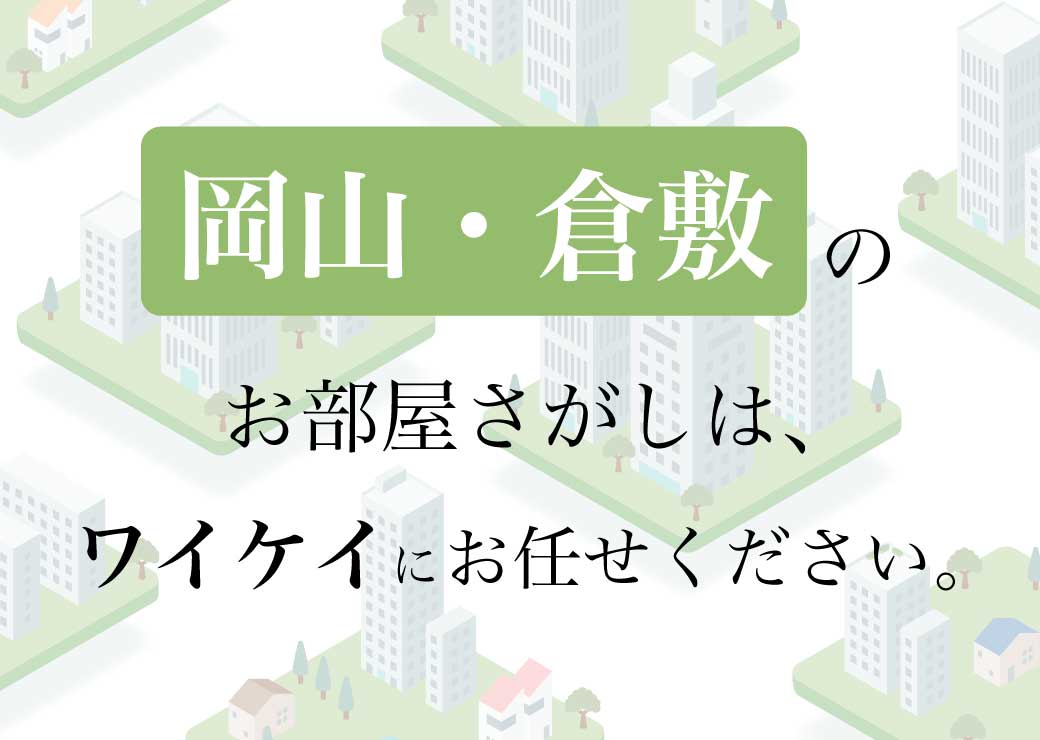 岡山・倉敷の
お部屋さがしは、
ワイケイにお任せください。